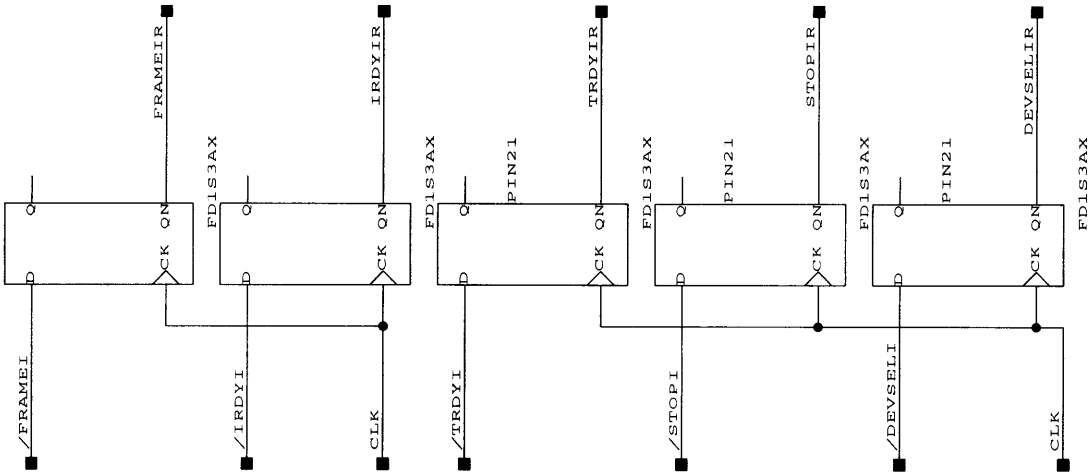 FRAMEIR
IRDYIR
TRDYIR
STOPIR
DEVSELIR
FD1S3AX
FD1S3AX
PIN21
FD1S3AX
PIN21
FD1S3AX
PIN21
FD1S3AX
Q
QN
Q
QN
Q
QN
Q
QN
Q
QN
D
CK
D
CK
D
CK
D
CK
D
CK
/FRAMEI
/IRDYI
CLK
/TRDYI
/STOPI
/DEVSELI
CLK